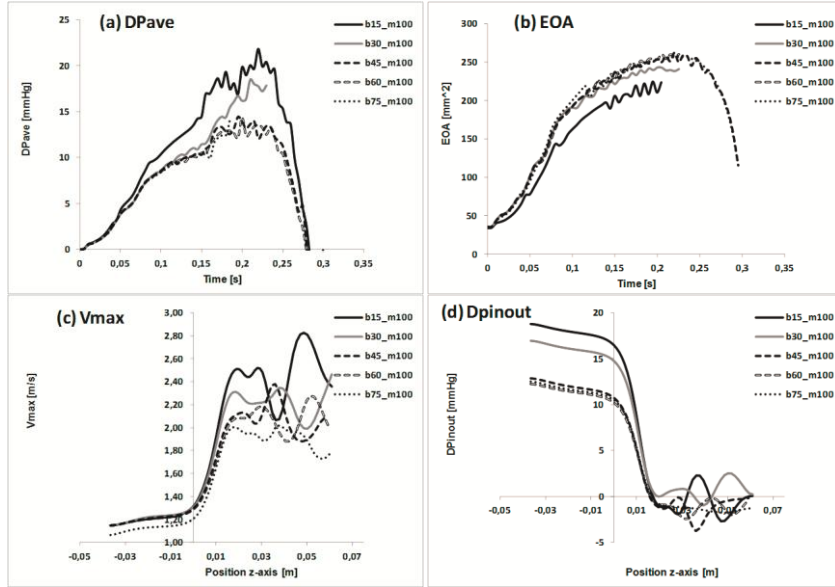 (a) DPave
b15_m100
b30_m100
b45_m100
b60_m100
b75_m100
DPave [mmHg]
25
20
15
10
5
0
0 0,05 0,1 0,15 0,2 0,25 0,3 0,35
Time [s]
(b) EOA
b15_m100
b30_m100
b45_m100
b60_m100
b75_m100
EOA [mm^2]
300
250
200
150
100
50
0
0 0,05 0,1 0,15 0,2 0,25 0,3 0,35
Time [s]
(c) Vmax
b15_m100
b30_m100
b45_m100
b60_m100
b75_m100
Vmax [m/s]
3,00
2,80
2,60
2,40
2,20
2,00
1,80
1,60
1,40
1,20
1,00
-0,05 -0,03 -0,01 0,01 0,03 0,05 0,07
Position z-axis [m]
(d) Dpinout
b15_m100
b30_m100
b45_m100
b60_m100
b75_m100
DPinout [mmHg]
20
15
10
5
0
-5
-0,05 -0,03 -0,01 0,01 0,03 0,05 0,07
Position z-axis [m]